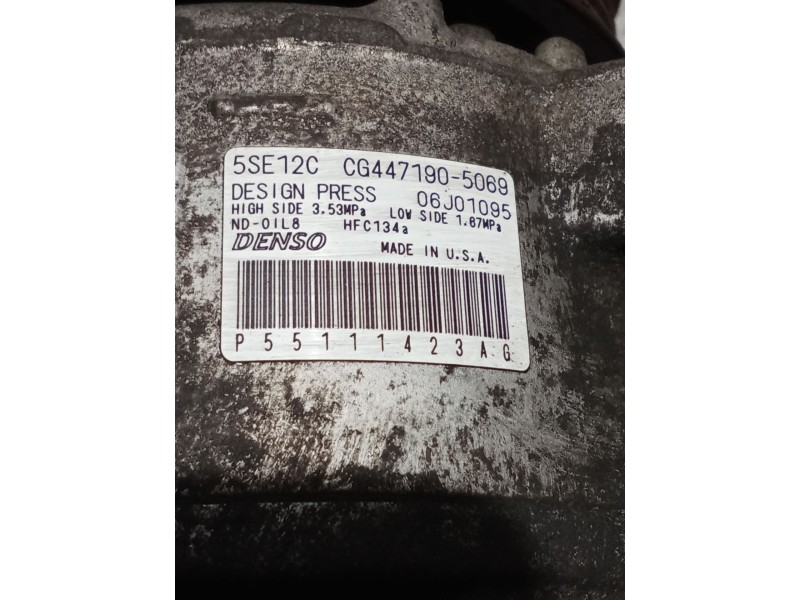 5SE12C CG447190-5069
DESIGN PRESS 06J01095
HIGH SIDE 3.53MPa LOW SIDE 1.67MPa
ND-OIL8 HFC134a
DENSO MADE IN U.S.A.
P55111423AG